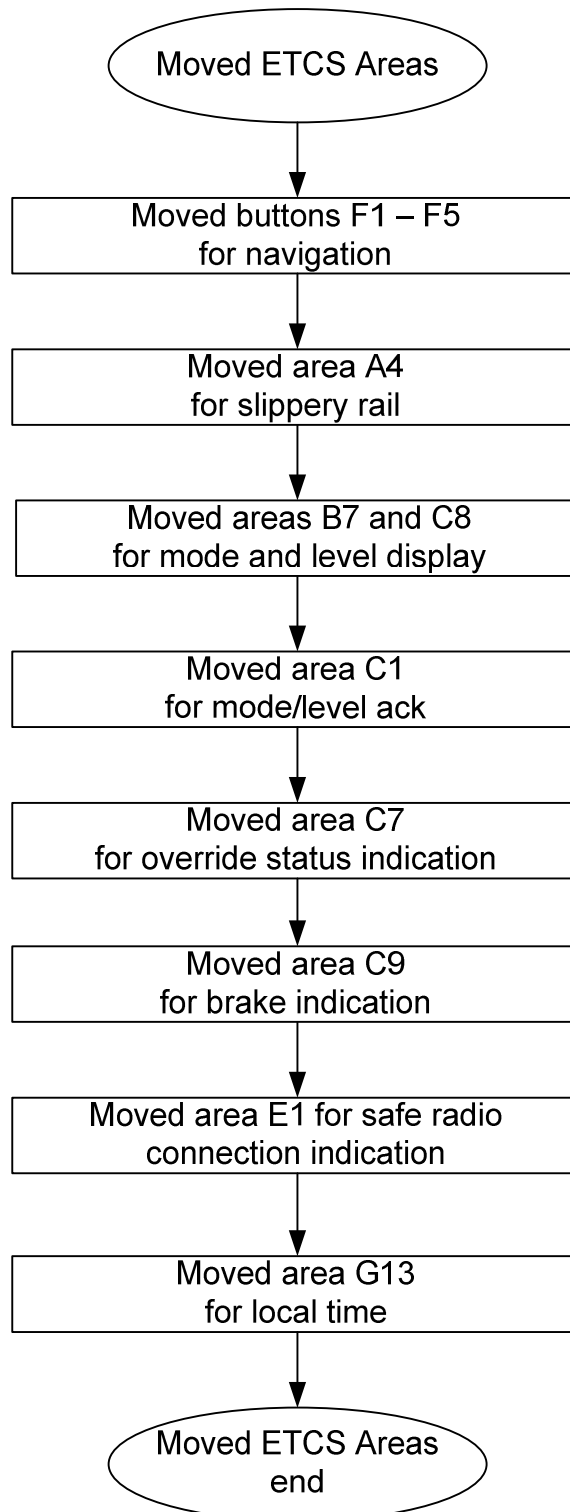 Moved ETCS Areas
Moved buttons F1 – F5
for navigation
Moved area A4
for slippery rail
Moved areas B7 and C8
for mode and level display
Moved area C1
for mode/level ack
Moved area C7
for override status indication
Moved area C9
for brake indication
Moved area E1 for safe radio
connection indication
Moved area G13
for local time
Moved ETCS Areas
end